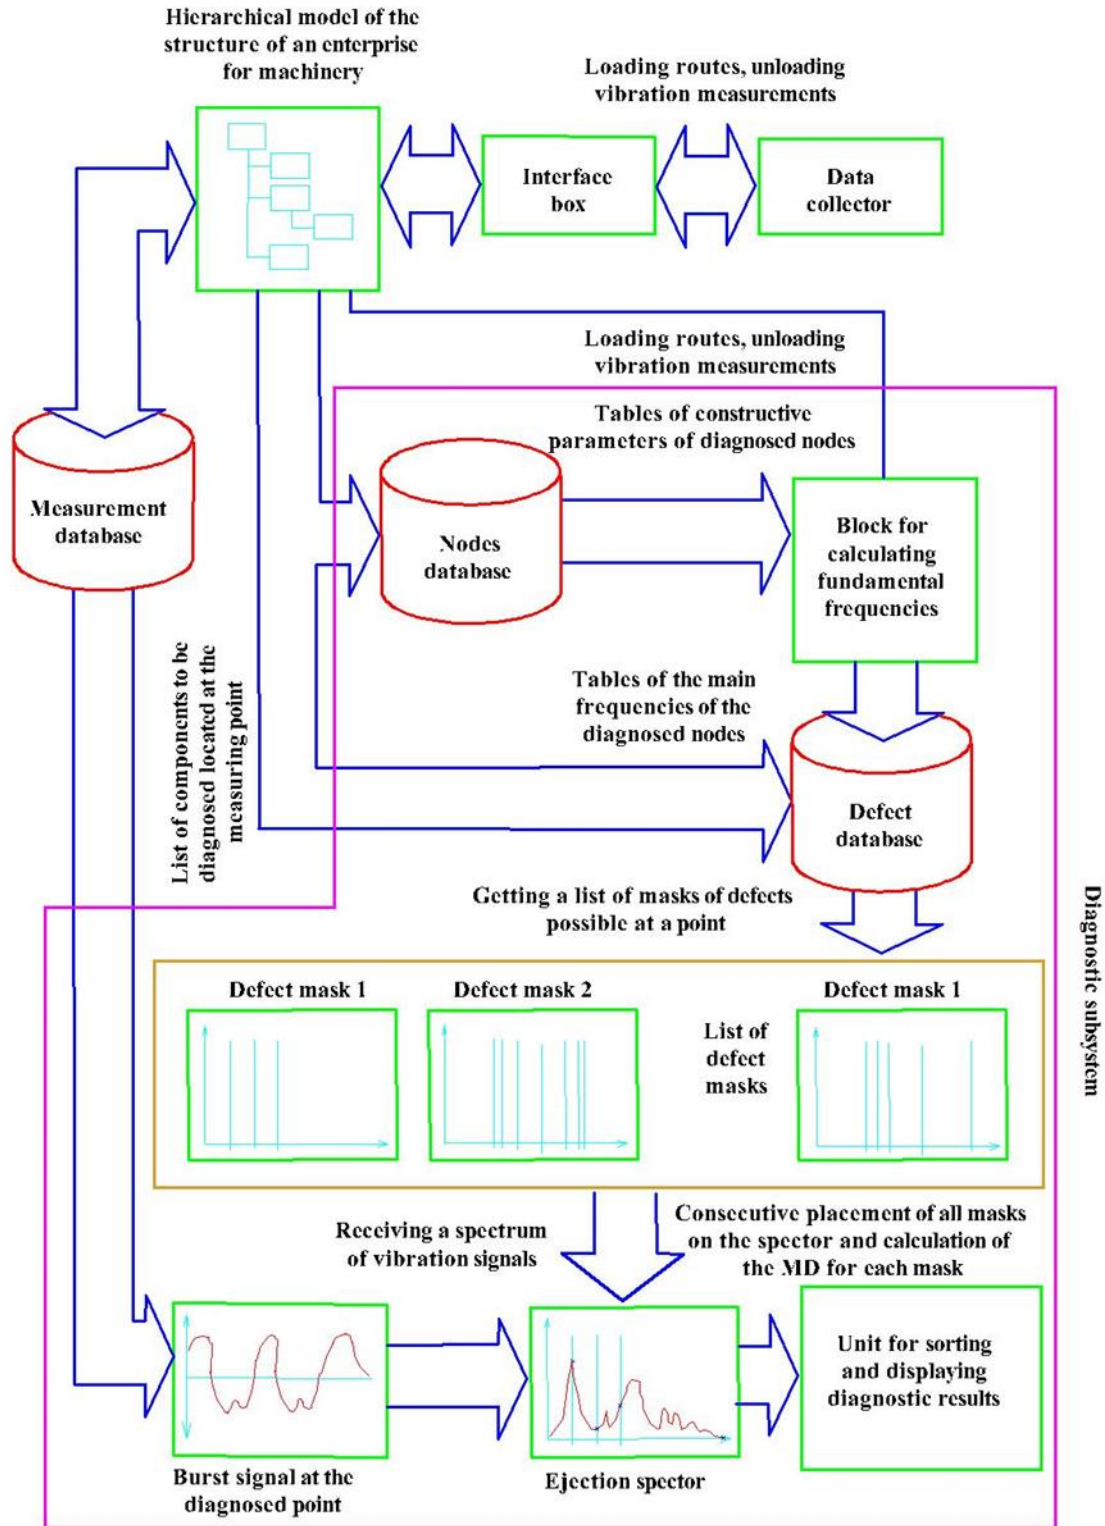 Hierarchical model of the
structure of an enterprise
for machinery
Loading routes, unloading
vibration measurements
Interface
box
Data
collector
Loading routes, unloading
vibration measurements
Tables of constructive
parameters of diagnosed nodes
Measurement
database
Nodes
database
Block for
calculating
fundamental
frequencies
List of components to be
diagnosed located at the
measuring point
Tables of the main
frequencies of the
diagnosed nodes
Defect
database
Getting a list of masks of defects
possible at a point
Diagnostic subsystem
Defect mask 1
Defect mask 2
List of
defect
masks
Defect mask 1
Receiving a spectrum
of vibration signals
Consecutive placement of all masks
on the spector and calculation of
the MD for each mask
Unit for sorting
and displaying
diagnostic results
Burst signal at the
diagnosed point
Ejection spector